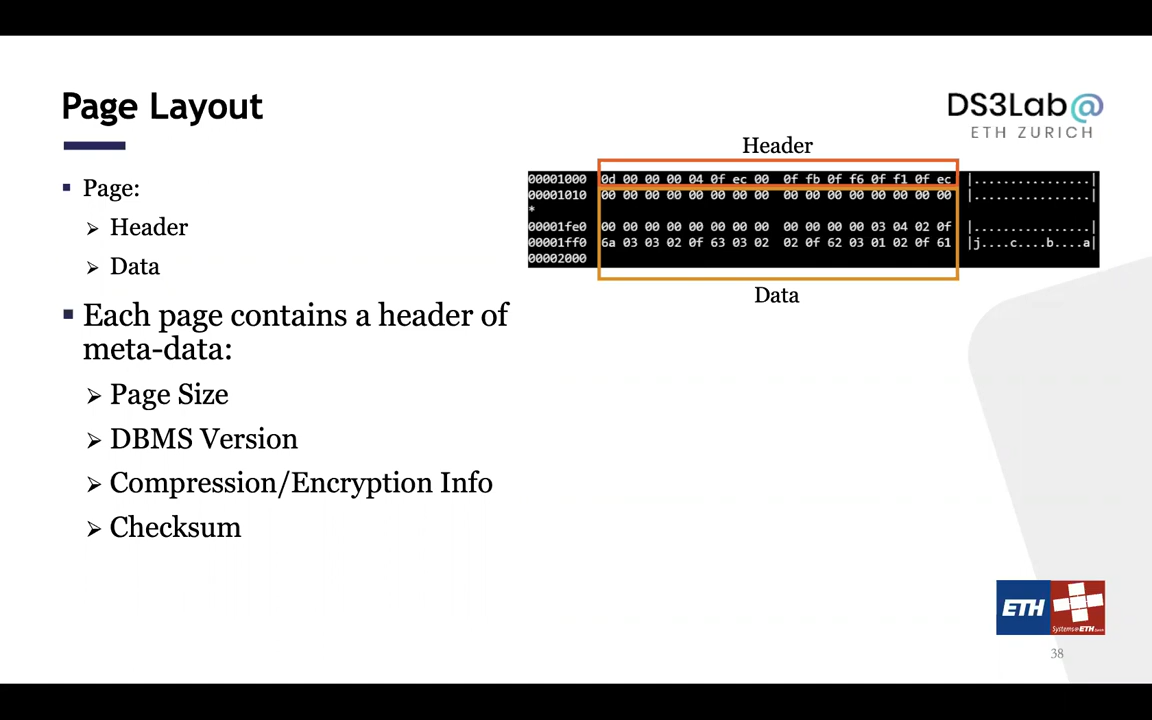 Page Layout
DS3Lab@
ETH ZURICH
Page:
Header
Data
Each page contains a header of
meta-data:
Page Size
DBMS Version
Compression/Encryption Info
Checksum
Header
00001000 0d 00 00 00 04 0f ec 00 0f fb 0f f6 0f f1 0f ec |................|
00001010 00 00 00 00 00 00 00 00 00 00 00 00 00 00 00 00 |................|
*
00001fe0 00 00 00 00 00 00 00 00 00 00 00 00 03 04 02 0f |................|
00001ff0 6a 03 03 02 0f 63 03 02 02 0f 62 03 01 02 0f 61 |j....c...b....a|
00002000
Data
ETH
Systems@ETH
38